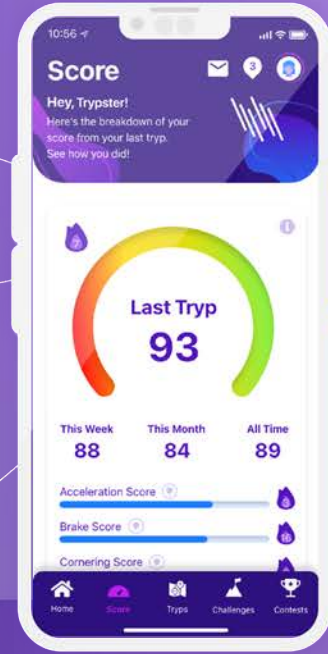 10:56
Score
3
Hey, Trypster!
Here's the breakdown of your
score from your last tryp.
See how you did!
7
Last Tryp
93
This Week This Month All Time
88 84 89
Acceleration Score
Brake Score
Cornering Score
Home Score Tryps Challenges Contests